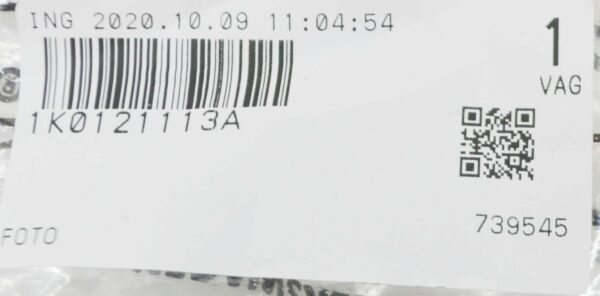 ING 2020.10.09 11:04:54
1
VAG
1K0121113A
739545
FOTO